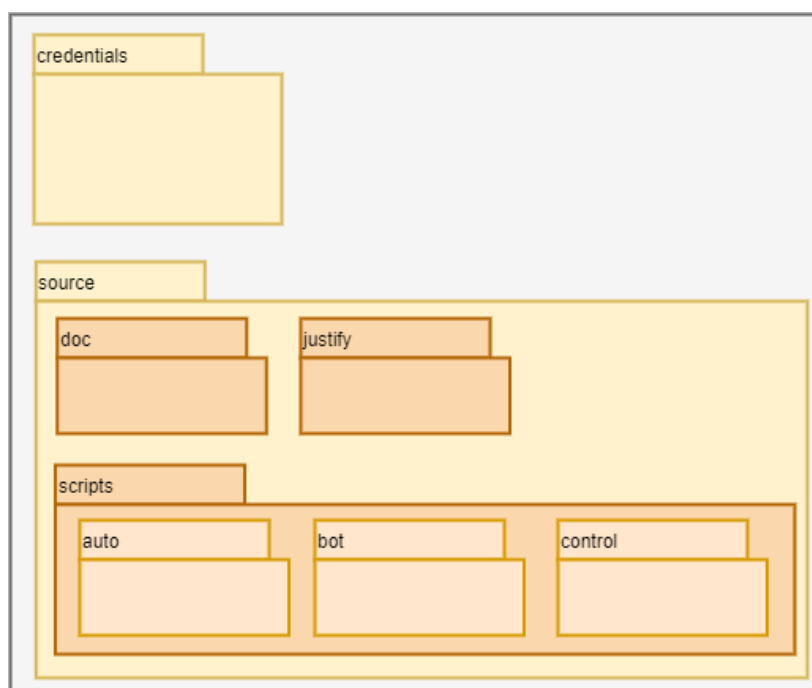 credentials
source
doc
justify
scripts
auto
bot
control